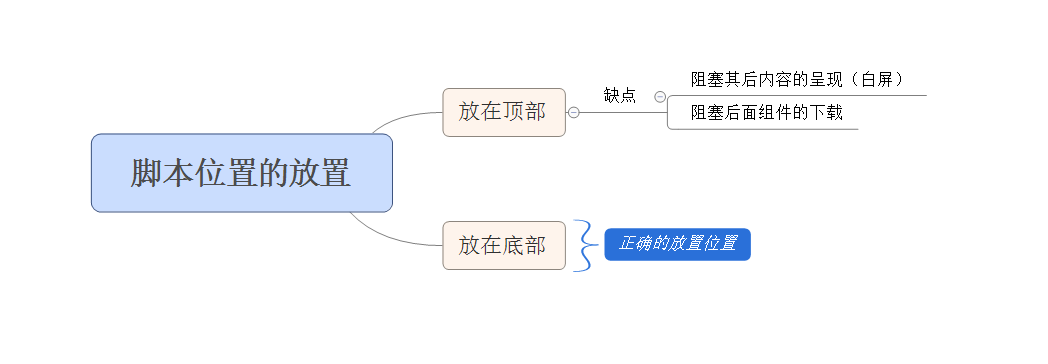 脚本位置的放置
放在顶部
缺点
阻塞其后内容的呈现（白屏）
阻塞后面组件的下载
放在底部
正确的放置位置